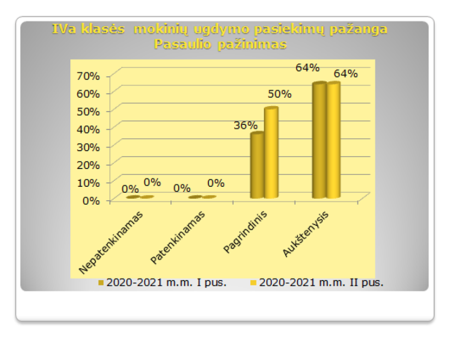 IVa klasės mokinių ugdymo pasiekimų pažanga
Pasaulio pažinimas
70%
60%
50%
40%
30%
20%
10%
0%
0%
0%
0%
0%
36%
50%
64%
64%
Nepatenkinamas
Patenkinamas
Pagrindinis
Aukštenysis
2020-2021 m.m. I pus.
2020-2021 m.m. II pus.